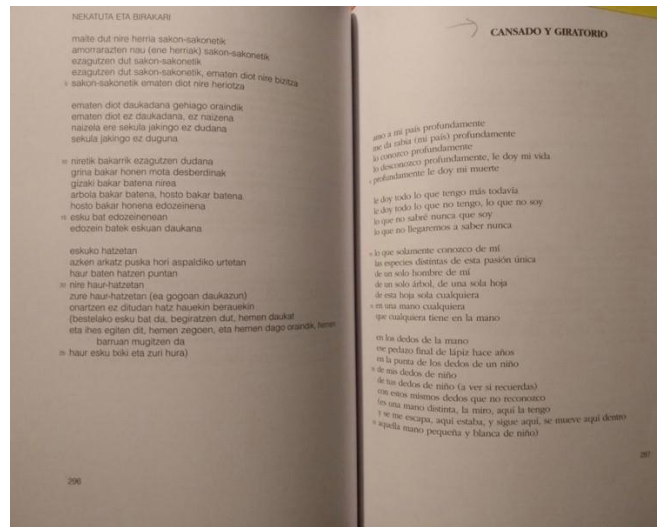 NEKATUTA ETA BIRAKARI
maite dut nire herria sakon-sakonetik
amorrarazten nau (ene herriak) sakon-sakonetik
ezagutzen dut sakon-sakonetik
ezagutzen dut sakon-sakonetik, ematen diot nire bizitza
5 sakon-sakonetik ematen diot nire heriotza
ematen diot daukadana gehiago oraindik
ematen diot ez daukadana, ez naizena
naizela ere sekula jakingo ez dudana
sekula jakingo ez duguna
10 niretik bakarrik ezagutzen dudana
grina bakar honen mota desberdinak
gizaki bakar batena nirea
arbola bakar batena, hosto bakar batena
hosto bakar honena edozeinena
15 esku bat edozeinenean
edozein batek eskuan daukana
eskuko hatzetan
azken arkatz puska hori aspaldiko urtetan
haur baten hatzen puntan
20 nire haur-hatzetan
zure haur-hatzetan (ea gogoan daukazun)
onartzen ez ditudan hatz hauekin berauekin
(bestelako esku bat da, begiratzen dut, hemen daukat
eta ihes egiten dit, hemen zegoen, eta hemen dago oraindik, hemen
barruan mugitzen da
25 haur esku txiki eta zuri hura)
296
CANSADO Y GIRATORIO
amo a mi país profundamente
me da rabia (mi país) profundamente
lo conozco profundamente
lo desconozco profundamente, le doy mi vida
5 profundamente le doy mi muerte
le doy todo lo que tengo más todavía
le doy todo lo que no tengo, lo que no soy
lo que no sabré nunca que soy
lo que no llegaremos a saber nunca
10 lo que solamente conozco de mí
las especies distintas de esta pasión única
de un solo hombre de mí
de un solo árbol, de una sola hoja
de esta hoja sola cualquiera
15 en una mano cualquiera
que cualquiera tiene en la mano
en los dedos de la mano
ese pedazo final de lápiz hace años
en la punta de los dedos de un niño
20 de mis dedos de niño
de tus dedos de niño (a ver si recuerdas)
con estos mismos dedos que no reconozco
(es una mano distinta, la miro, aquí la tengo
y se me escapa, aquí estaba, y sigue aquí, se mueve aquí dentro
25 aquella mano pequeña y blanca de niño)
297